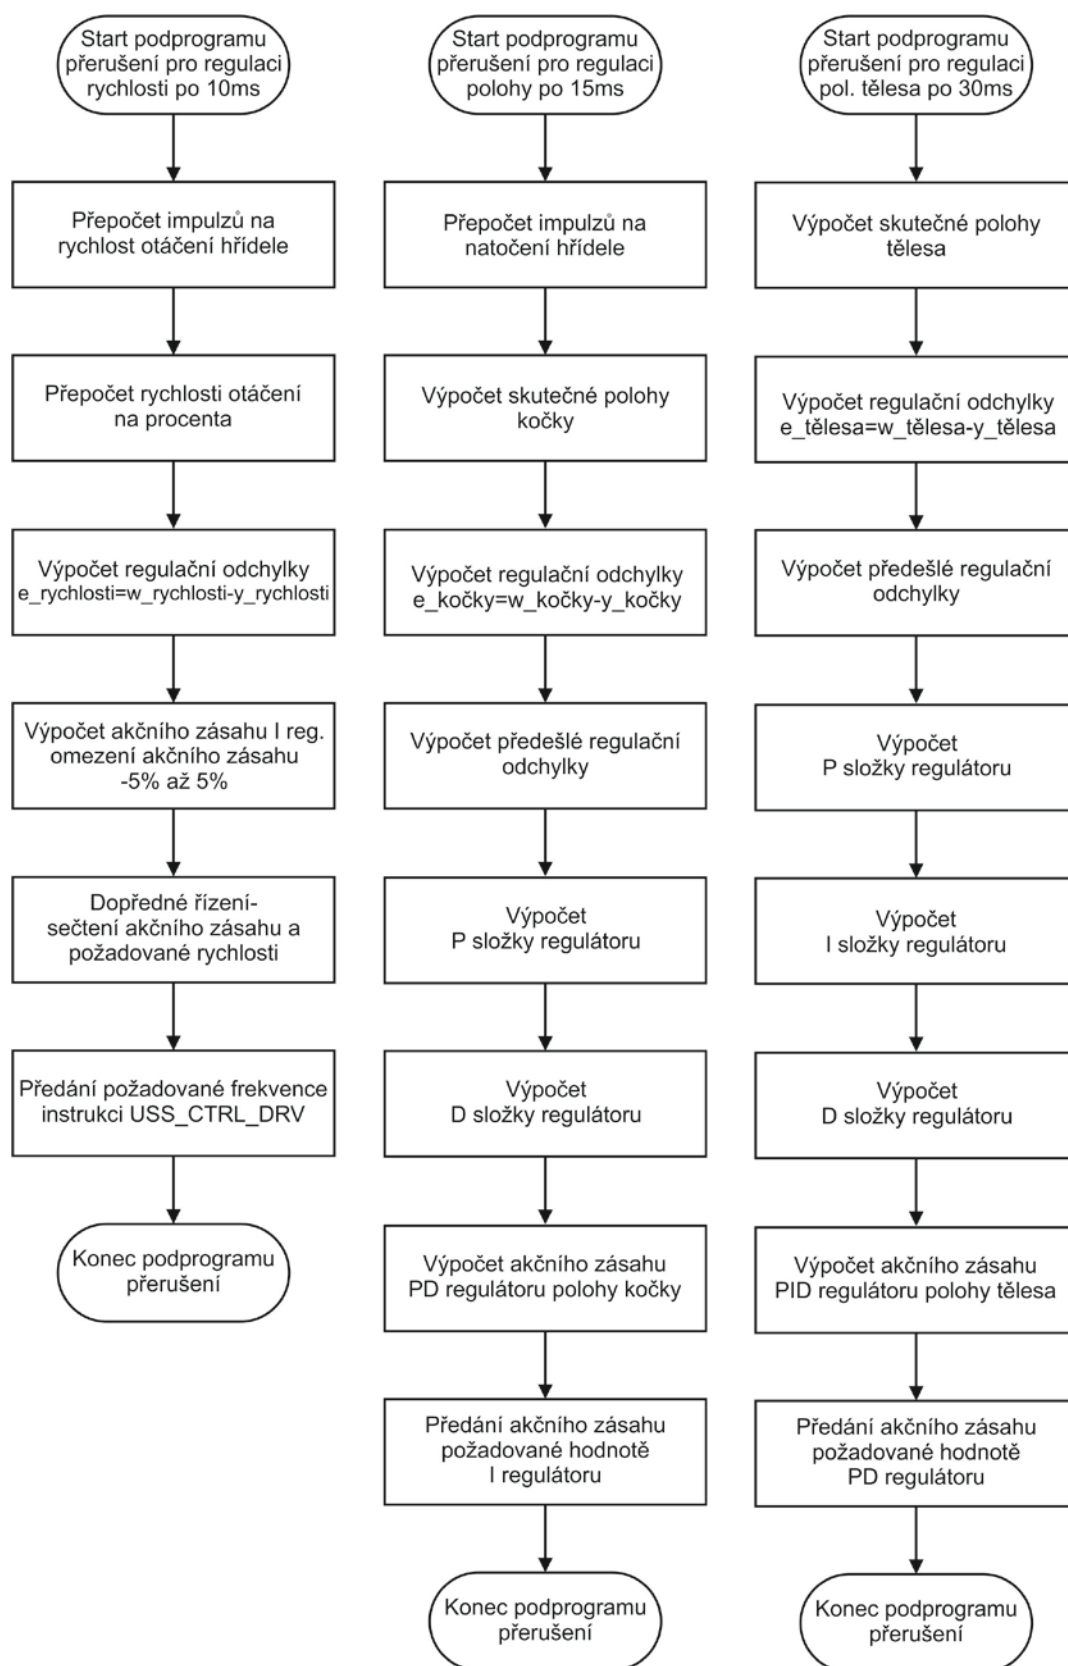 Start podprogramu
přerušení pro regulaci
rychlosti po 10ms
Přepočet impulzů na
rychlost otáčení hřídele
Přepočet rychlosti otáčení
na procenta
Výpočet regulační odchylky
e_rychlosti=w_rychlosti-y_rychlosti
Výpočet akčního zásahu I reg.
omezení akčního zásahu
-5% až 5%
Dopředné řízení-
sečtení akčního zásahu a
požadované rychlosti
Předání požadované frekvence
instrukci USS_CTRL_DRV
Konec podprogramu
přerušení
Start podprogramu
přerušení pro regulaci
polohy po 15ms
Přepočet impulzů na
natočení hřídele
Výpočet skutečné polohy
kočky
Výpočet regulační odchylky
e_kočky=w_kočky-y_kočky
Výpočet předešlé regulační
odchylky
Výpočet
P složky regulátoru
Výpočet
D složky regulátoru
Výpočet akčního zásahu
PD regulátoru polohy kočky
Předání akčního zásahu
požadované hodnotě
I regulátoru
Konec podprogramu
přerušení
Start podprogramu
přerušení pro regulaci
pol. tělesa po 30ms
Výpočet skutečné polohy
tělesa
Výpočet regulační odchylky
e_tělesa=w_tělesa-y_tělesa
Výpočet předešlé regulační
odchylky
Výpočet
P složky regulátoru
Výpočet
I složky regulátoru
Výpočet
D složky regulátoru
Výpočet akčního zásahu
PID regulátoru polohy tělesa
Předání akčního zásahu
požadované hodnotě
PD regulátoru
Konec podprogramu
přerušení